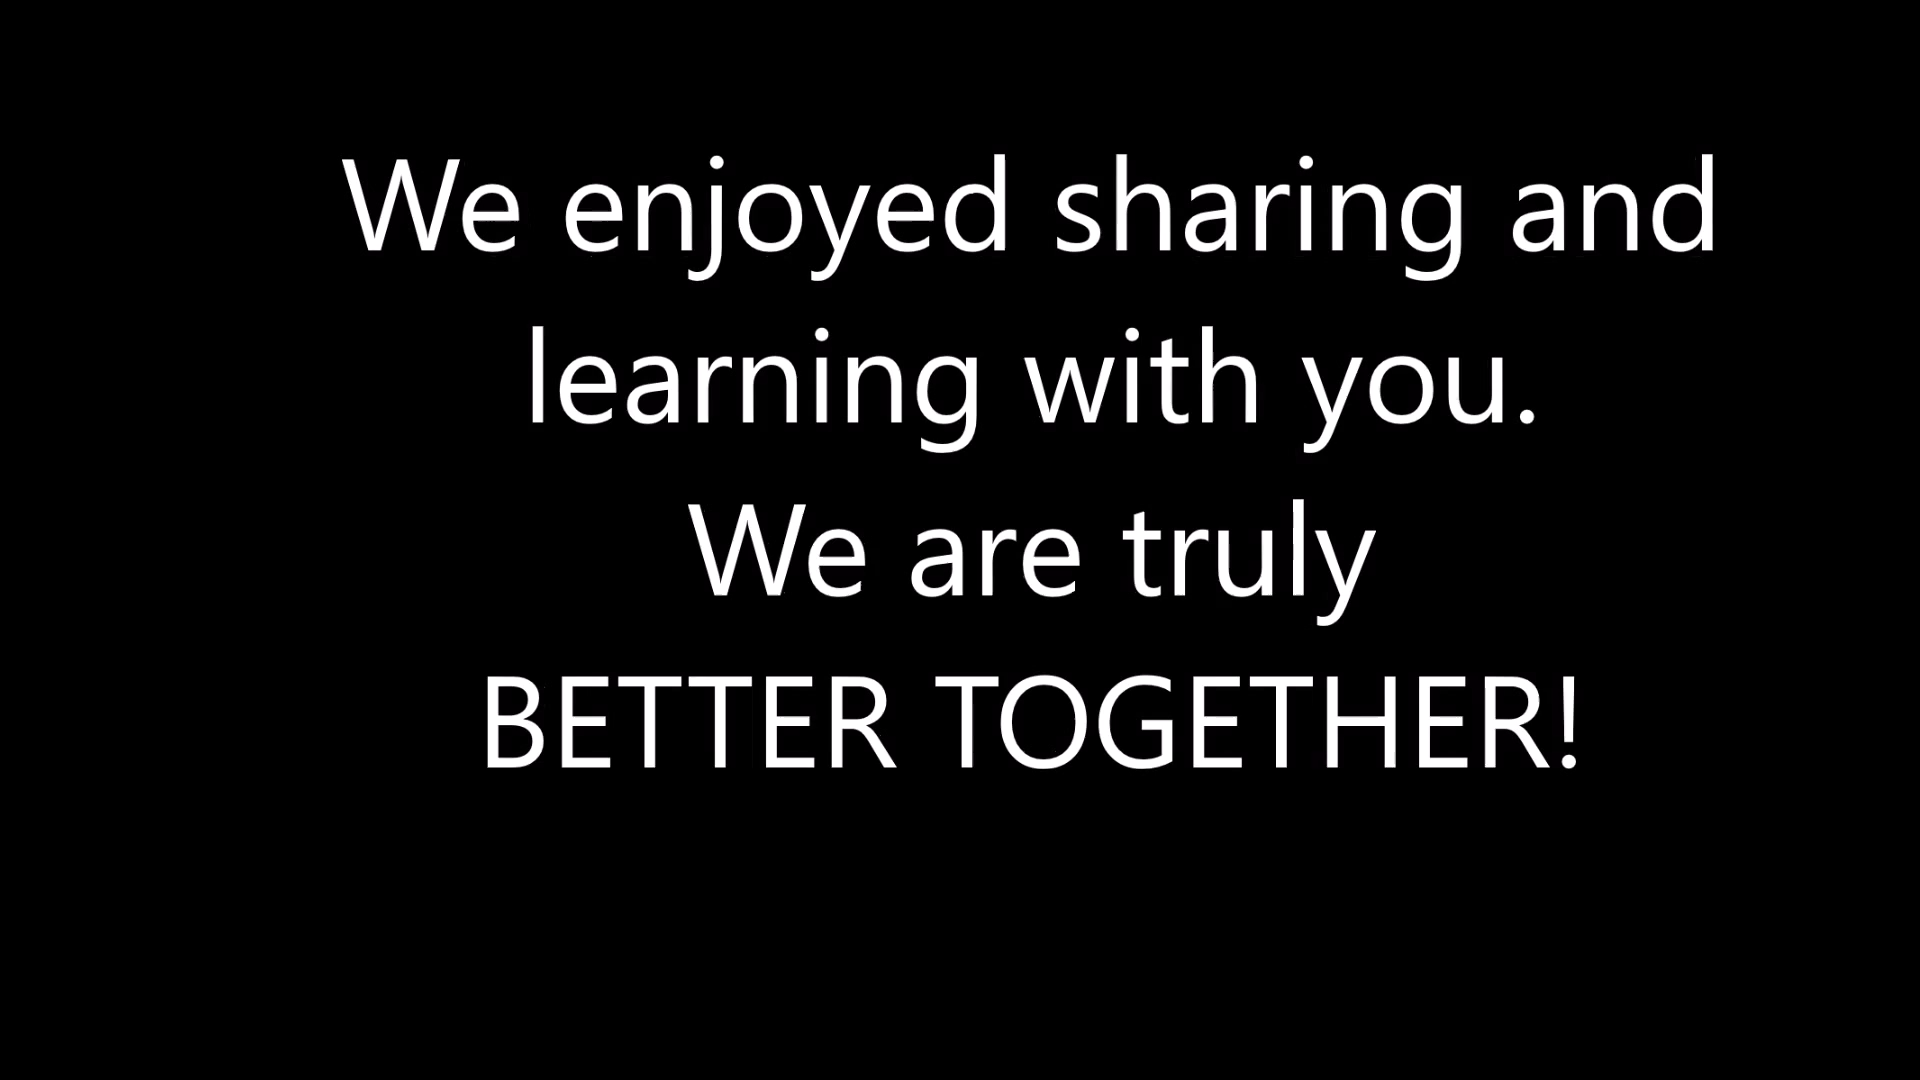 We enjoyed sharing and
learning with you.
We are truly
BETTER TOGETHER!